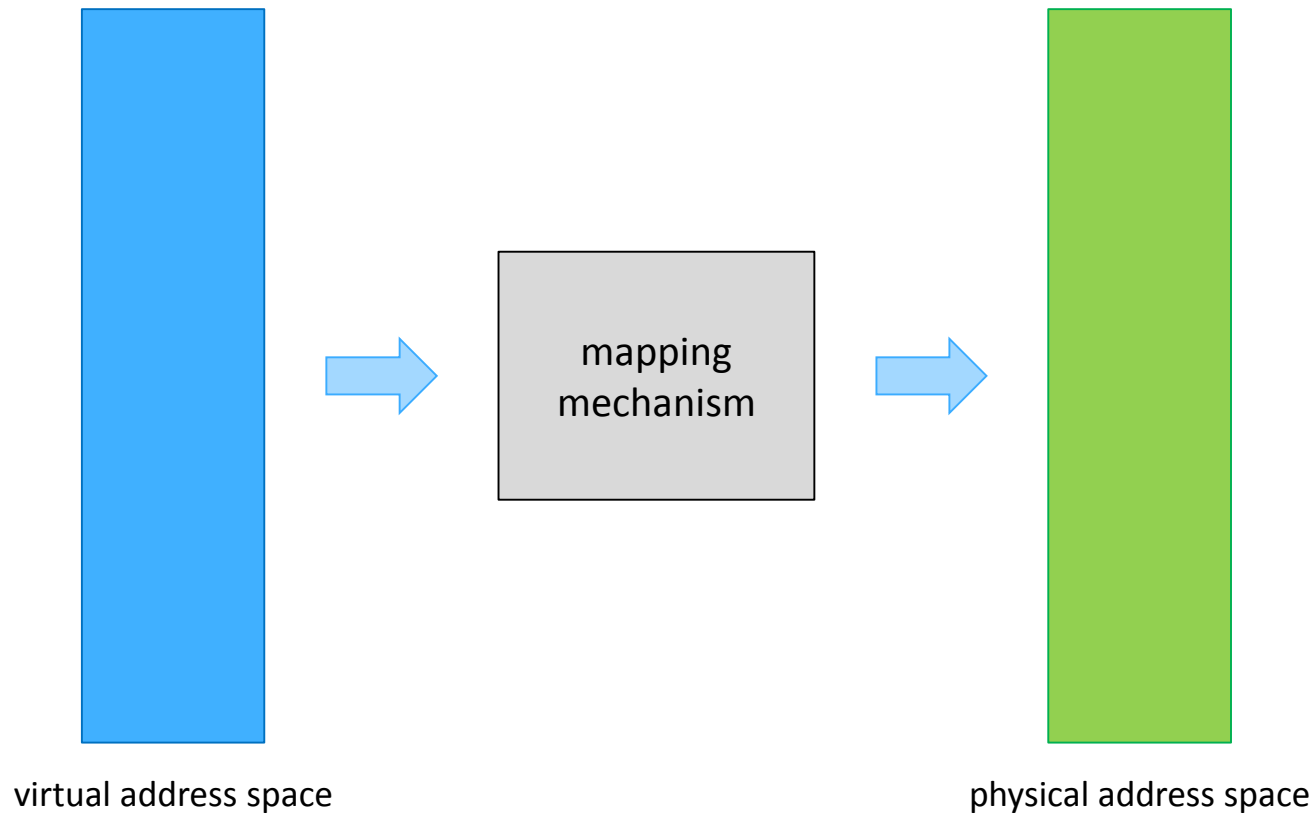 mapping
mechanism
virtual address space
physical address space